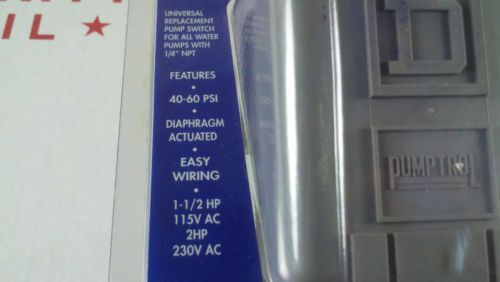 IL ★
UNIVERSAL
REPLACEMENT
PUMP SWITCH
FOR ALL WATER
PUMPS WITH
1/4" NPT
FEATURES
•
40-60 PSI
•
DIAPHRAGM
ACTUATED
•
EASY
WIRING
•
1-1/2 HP
115V AC
2HP
230V AC
D
PUMPTROL